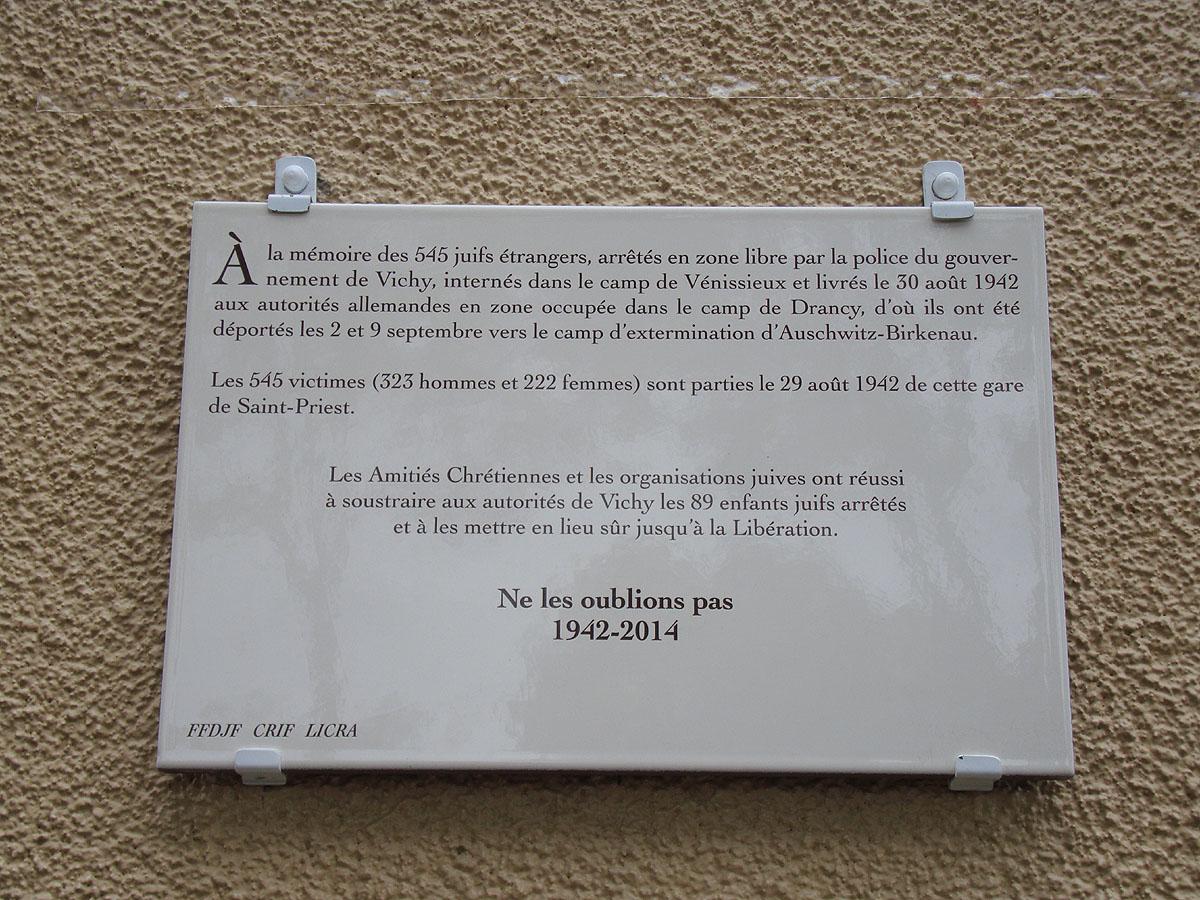 À la mémoire des 545 juifs étrangers, arrêtés en zone libre par la police du gouver-
nement de Vichy, internés dans le camp de Vénissieux et livrés le 30 août 1942
aux autorités allemandes en zone occupée dans le camp de Drancy, d'où ils ont été
déportés les 2 et 9 septembre vers le camp d'extermination d'Auschwitz-Birkenau.
Les 545 victimes (323 hommes et 222 femmes) sont parties le 29 août 1942 de cette gare
de Saint-Priest.
Les Amitiés Chrétiennes et les organisations juives ont réussi
à soustraire aux autorités de Vichy les 89 enfants juifs arrêtés
et à les mettre en lieu sûr jusqu'à la Libération.
Ne les oublions pas
1942-2014
FFDJF CRIF LICRA